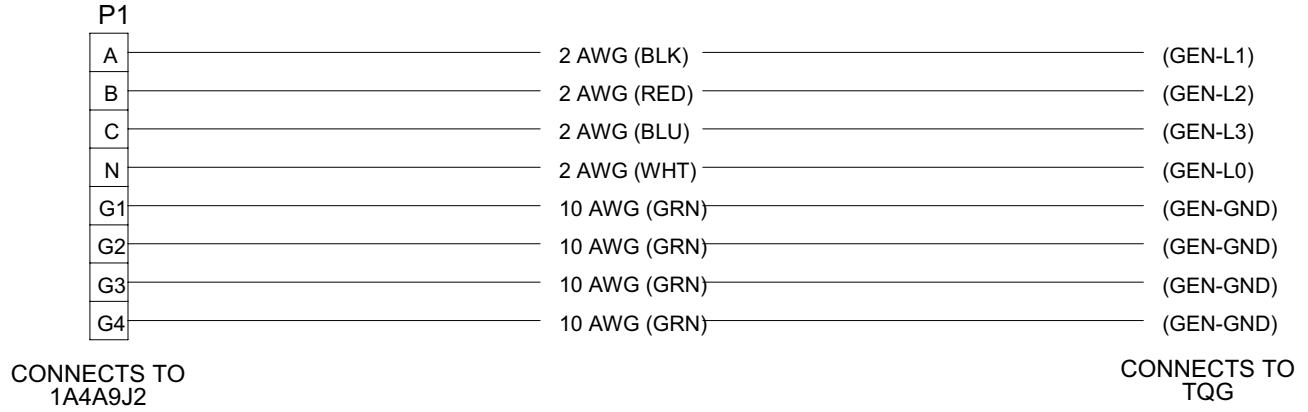 P1
A 2 AWG (BLK) (GEN-L1)
B 2 AWG (RED) (GEN-L2)
C 2 AWG (BLU) (GEN-L3)
N 2 AWG (WHT) (GEN-L0)
G1 10 AWG (GRN) (GEN-GND)
G2 10 AWG (GRN) (GEN-GND)
G3 10 AWG (GRN) (GEN-GND)
G4 10 AWG (GRN) (GEN-GND)
CONNECTS TO
1A4A9J2
CONNECTS TO
TQG